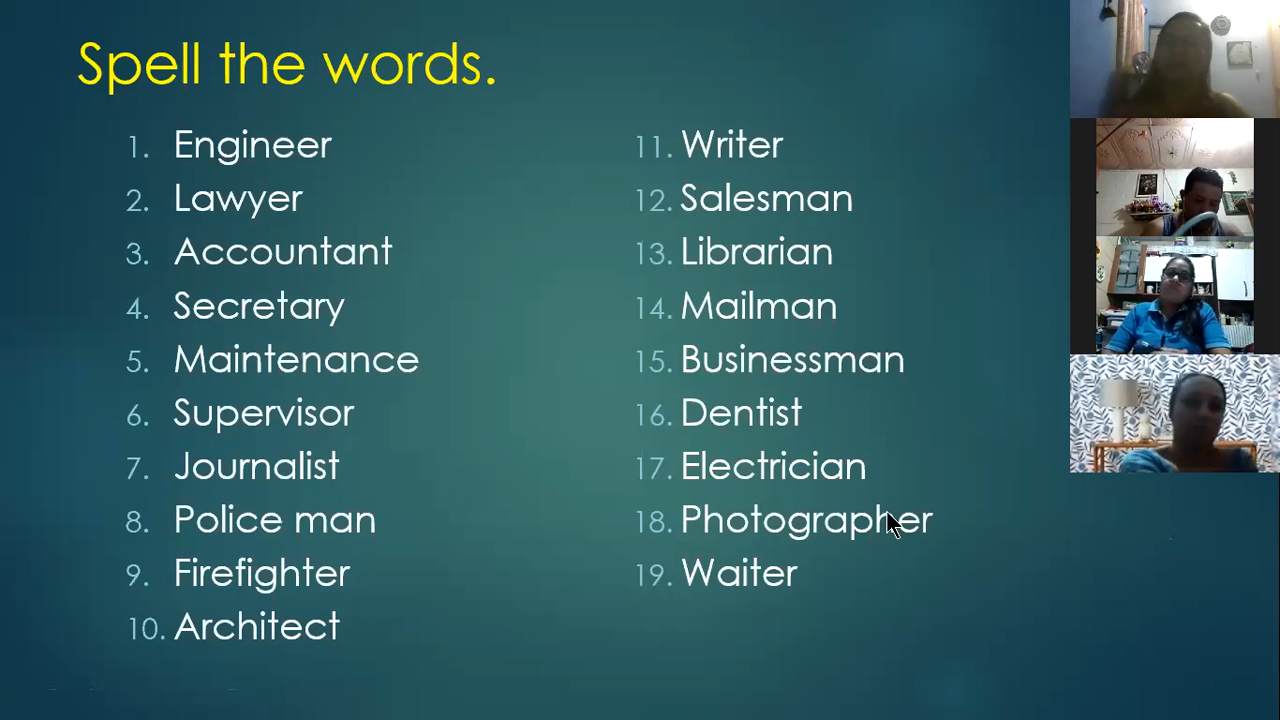 Spell the words.
1. Engineer
2. Lawyer
3. Accountant
4. Secretary
5. Maintenance
6. Supervisor
7. Journalist
8. Police man
9. Firefighter
10. Architect
11. Writer
12. Salesman
13. Librarian
14. Mailman
15. Businessman
16. Dentist
17. Electrician
18. Photographer
19. Waiter